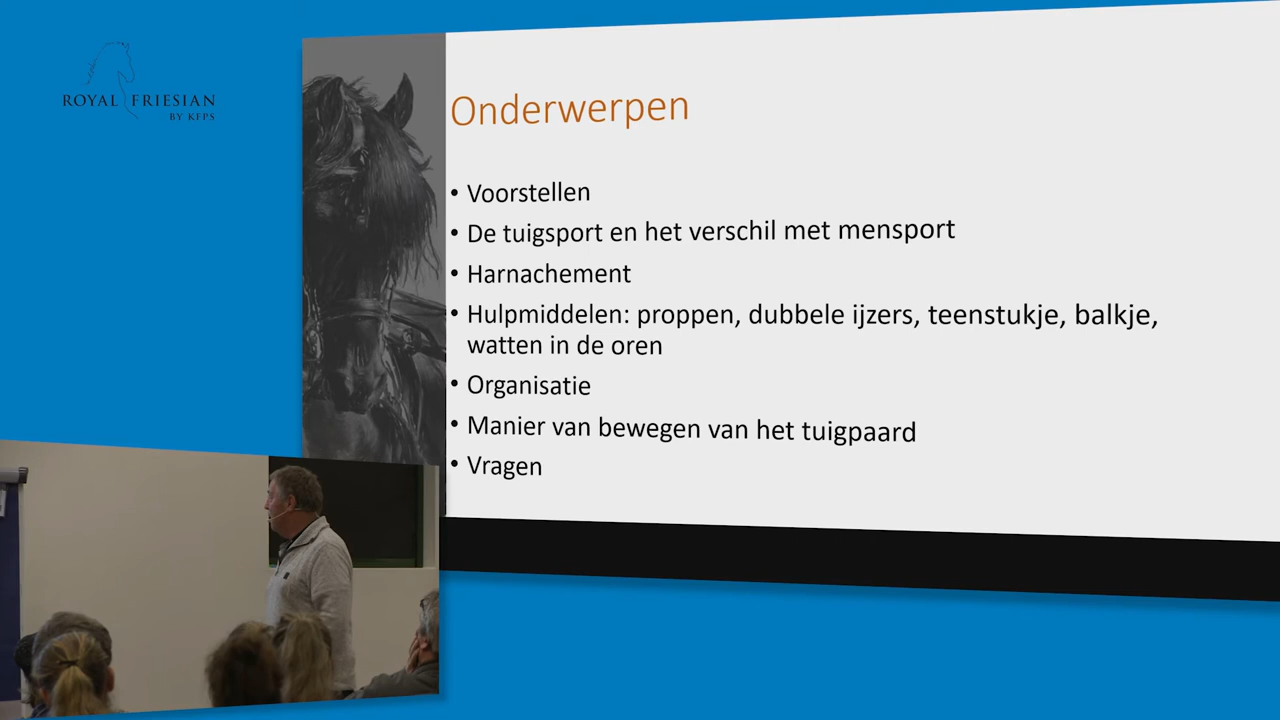 ROYAL FRIESIAN
BY KFPS
Onderwerpen
• Voorstellen
• De tuigsport en het verschil met mensport
• Harnachement
• Hulpmiddelen: proppen, dubbele ijzers, teenstukje, balkje,
watten in de oren
• Organisatie
• Manier van bewegen van het tuigpaard
• Vragen